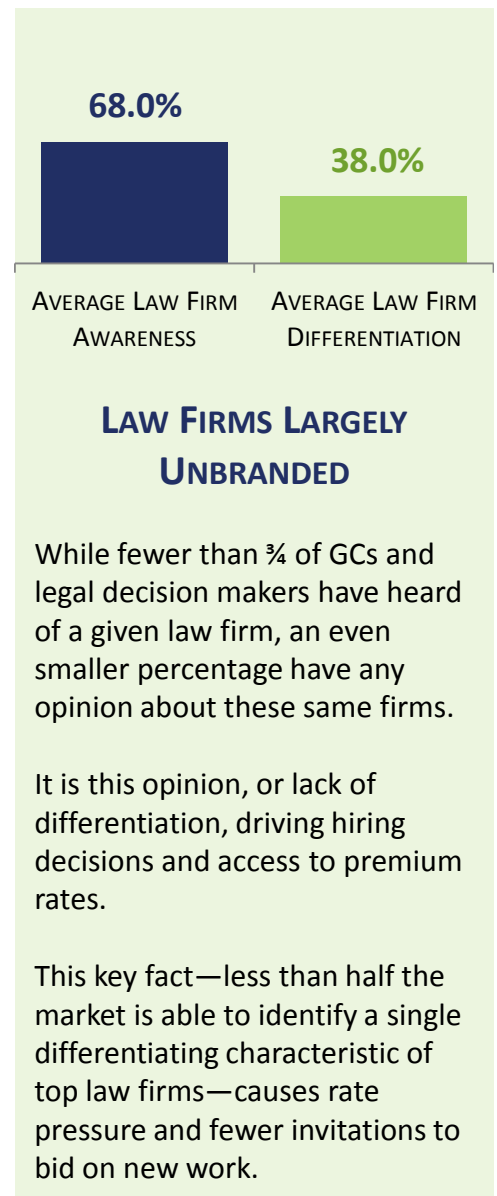 68.0%
38.0%
AVERAGE LAW FIRM
AWARENESS
AVERAGE LAW FIRM
DIFFERENTIATION
LAW FIRMS LARGELY
UNBRANDED
While fewer than ¾ of GCs and
legal decision makers have heard
of a given law firm, an even
smaller percentage have any
opinion about these same firms.
It is this opinion, or lack of
differentiation, driving hiring
decisions and access to premium
rates.
This key fact—less than half the
market is able to identify a single
differentiating characteristic of
top law firms—causes rate
pressure and fewer invitations to
bid on new work.